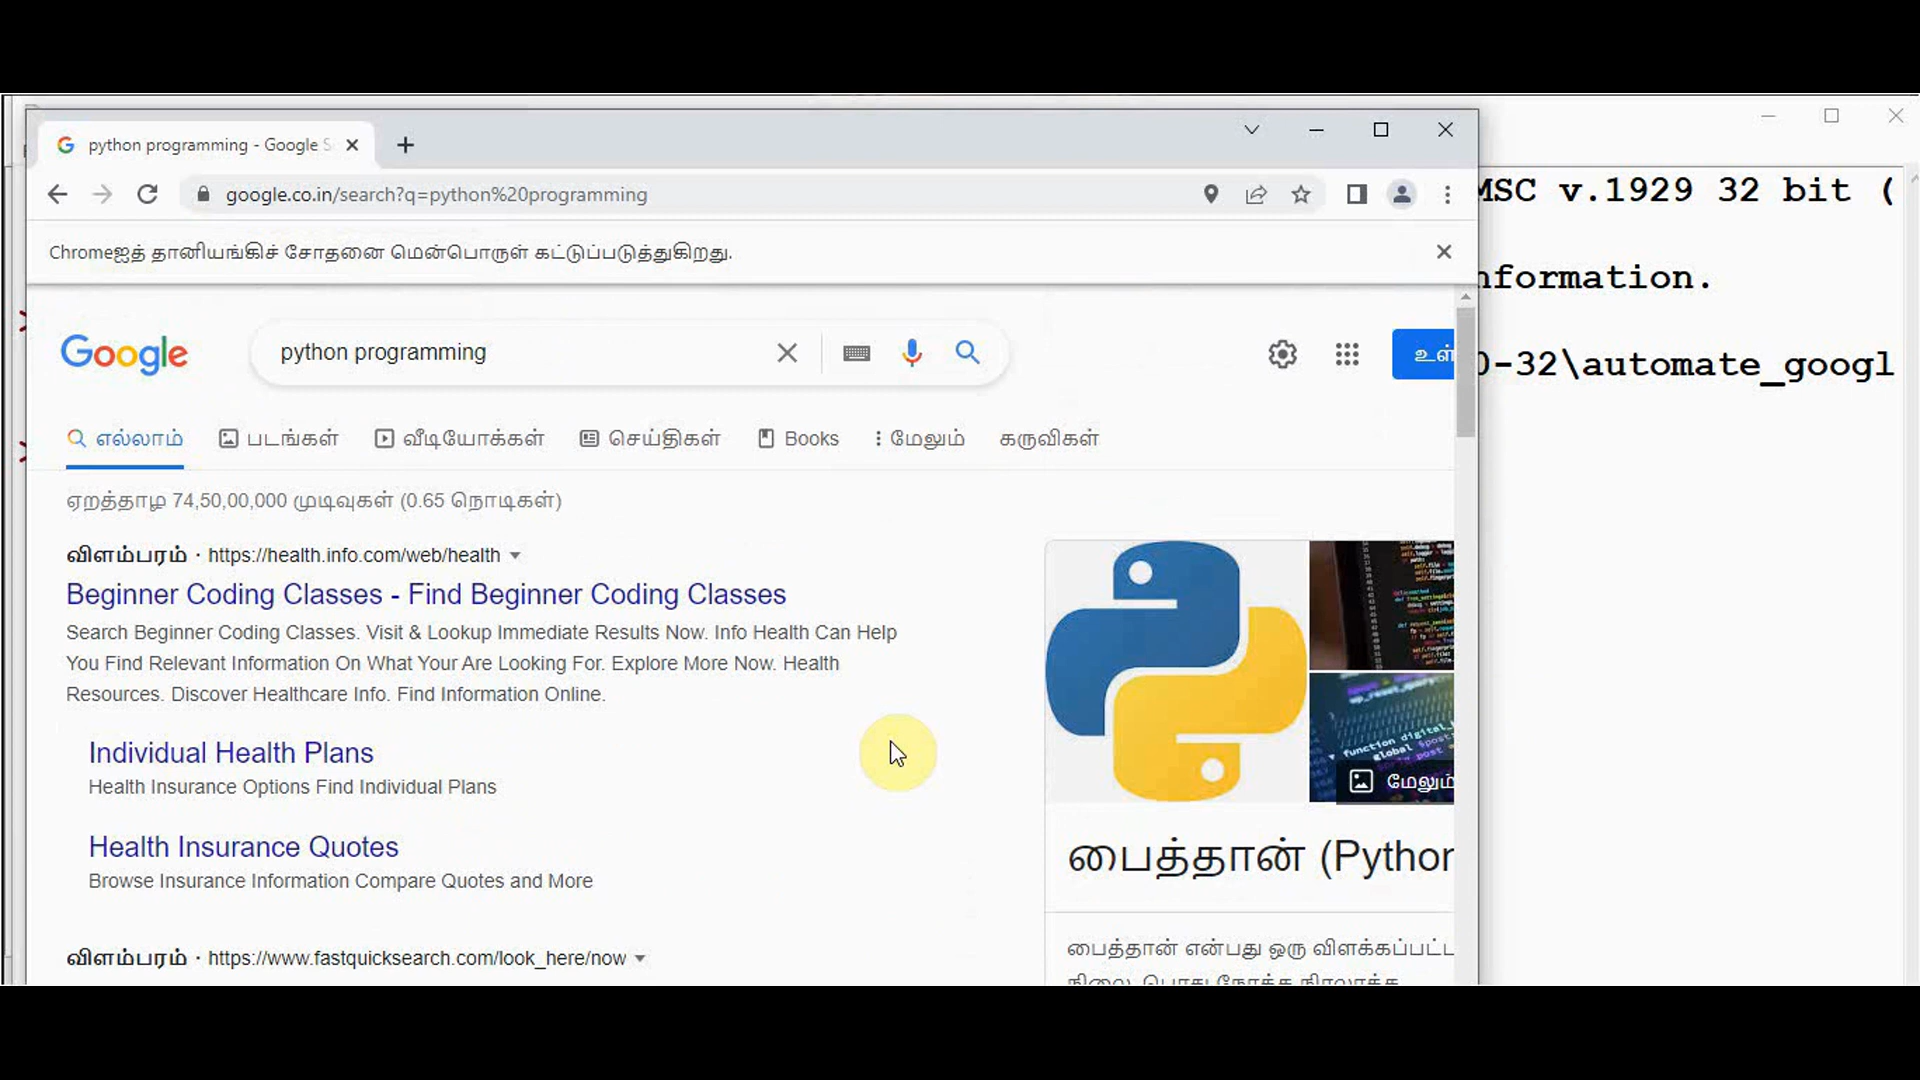 python programming - Google S
google.co.in/search?q=python%20programming
MSC v.1929 32 bit (
Chromeஐத் தானியங்கிச் சோதனை மென்பொருள் கட்டுப்படுத்துகிறது.
nformation.
Google
python programming
உள்
0-32\automate_googl
எல்லாம் படங்கள் வீடியோக்கள் செய்திகள் Books மேலும் கருவிகள்
ஏறத்தாழ 74,50,00,000 முடிவுகள் (0.65 நொடிகள்)
விளம்பரம் · https://health.info.com/web/health
Beginner Coding Classes - Find Beginner Coding Classes
Search Beginner Coding Classes. Visit & Lookup Immediate Results Now. Info Health Can Help
You Find Relevant Information On What Your Are Looking For. Explore More Now. Health
Resources. Discover Healthcare Info. Find Information Online.
Individual Health Plans
Health Insurance Options Find Individual Plans
Health Insurance Quotes
Browse Insurance Information Compare Quotes and More
விளம்பரம் · https://www.fastquicksearch.com/look_here/now
மேலும்
பைத்தான் (Python
பைத்தான் என்பது ஒரு விளக்கப்பட்ட